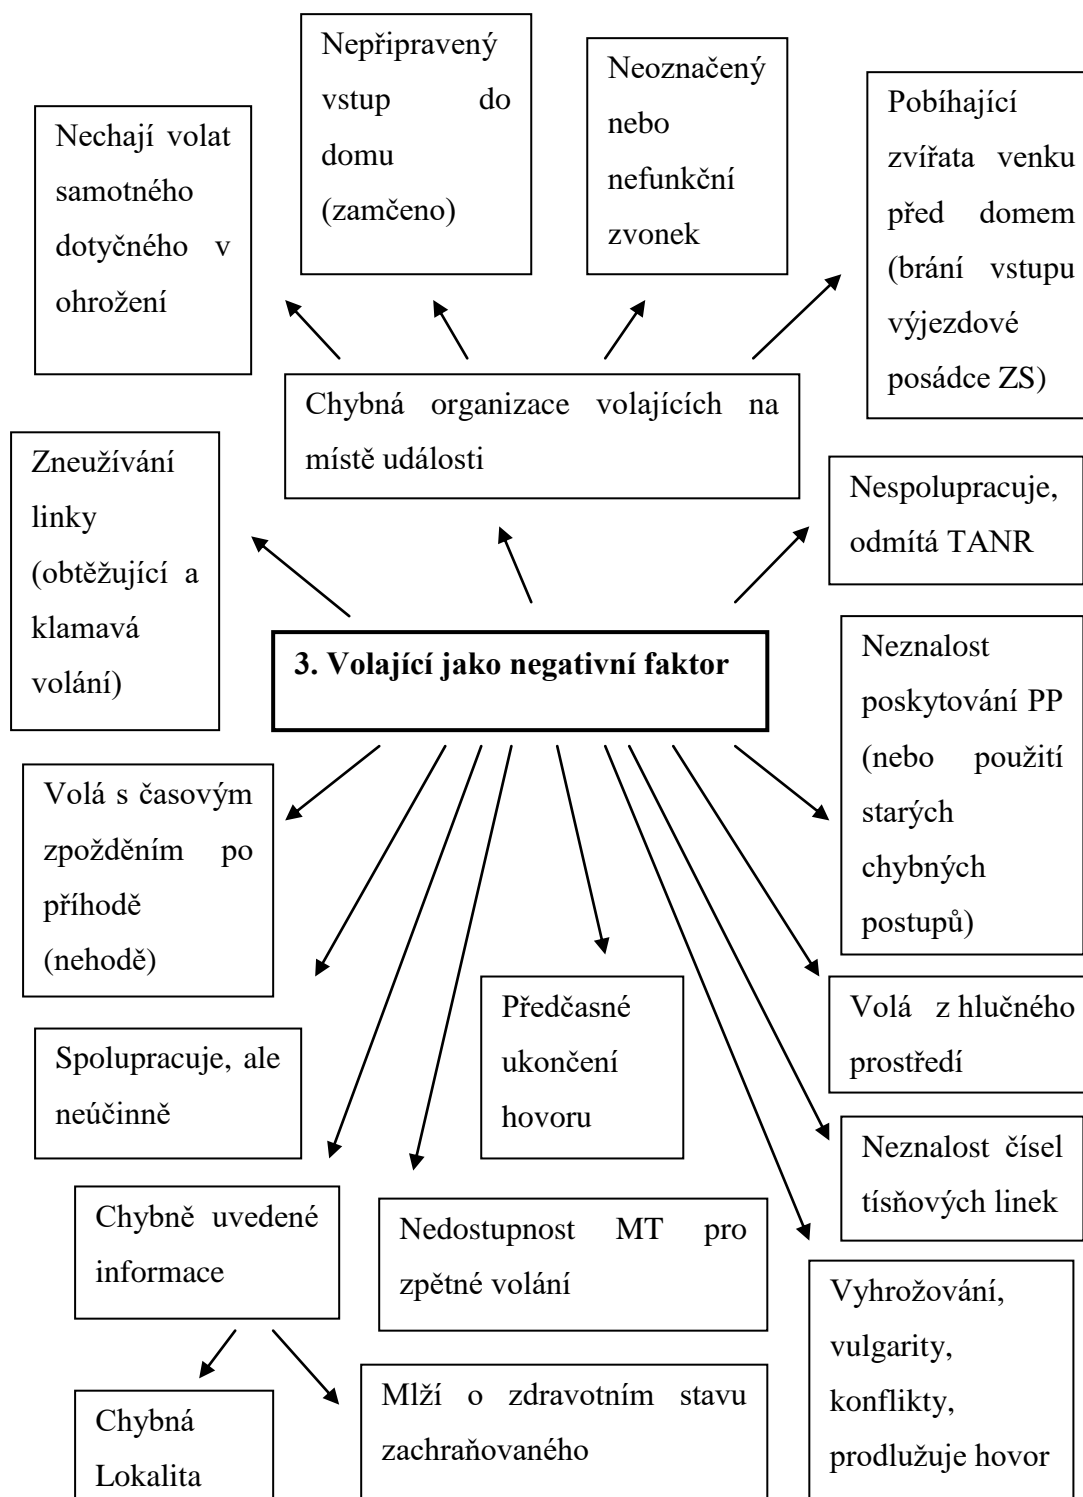 Nepřipravený
vstup do
domu
(zamčeno)
Neoznačený
nebo
nefunkční
zvonek
Pobíhající
zvířata venku
před domem
(brání vstupu
výjezdové
posádce ZS)
Nechají volat
samotného
dotyčného v
ohrožení
Chybná organizace volajících na
místě události
Zneužívání
linky
(obtěžující a
klamavá
volání)
Nespolupracuje,
odmítá TANR
3. Volající jako negativní faktor
Neznalost
poskytování PP
(nebo použití
starých
chybných
postupů)
Volá s časovým
zpožděním po
příhodě
(nehodě)
Předčasné
ukončení
hovoru
Volá z hlučného
prostředí
Spolupracuje, ale
neúčinně
Neznalost čísel
tísňových linek
Chybně uvedené
informace
Nedostupnost MT pro
zpětné volání
Vyhrožování,
vulgarity,
konflikty,
prodlužuje hovor
Chybná
Lokalita
Mlží o zdravotním stavu
zachraňovaného